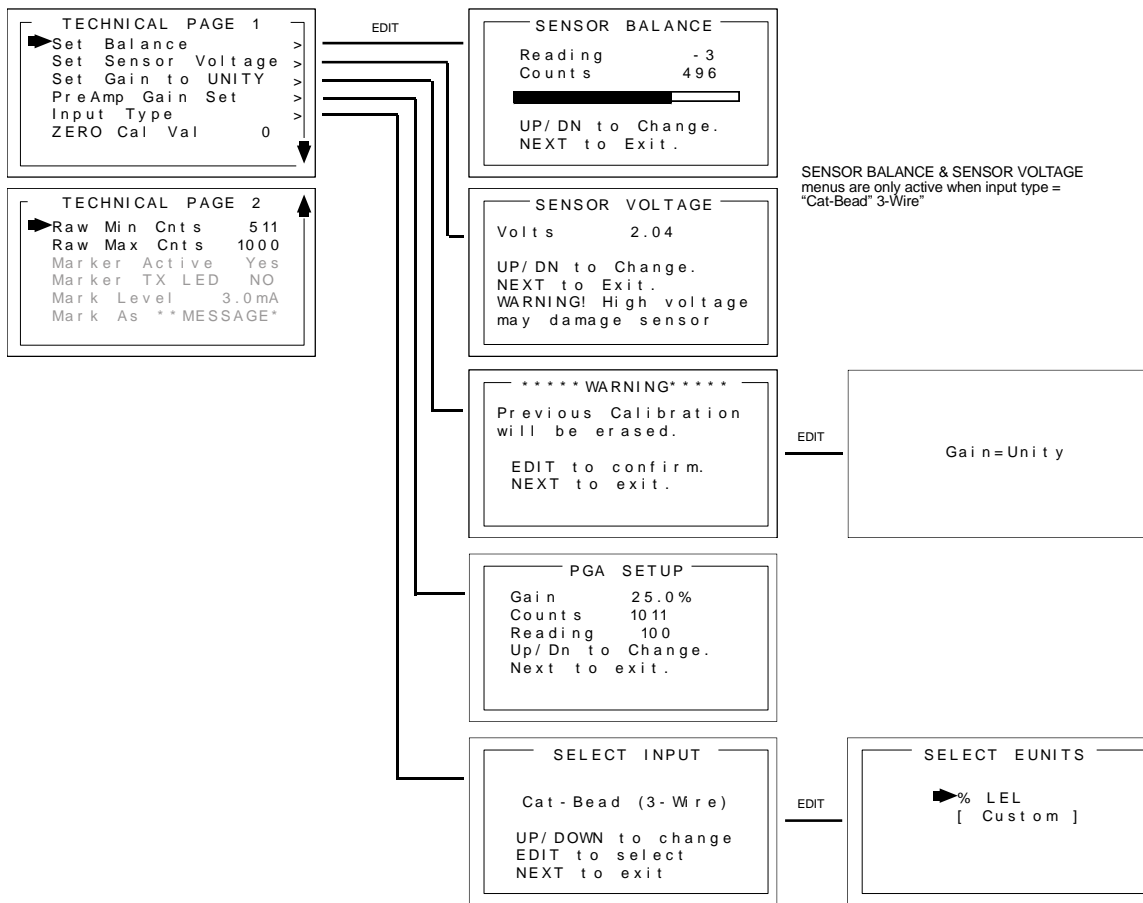 TECHNICAL PAGE 1
Set Balance >
Set Sensor Voltage >
Set Gain to UNITY >
PreAmp Gain Set >
Input Type >
ZERO Cal Val 0
EDIT
SENSOR BALANCE
Reading -3
Counts 496
UP/DN to Change.
NEXT to Exit.
SENSOR BALANCE & SENSOR VOLTAGE
menus are only active when input type =
“Cat-Bead” 3-Wire”
TECHNICAL PAGE 2
Raw Min Cnts 511
Raw Max Cnts 1000
Marker Active Yes
Marker TX LED NO
Mark Level 3.0mA
Mark As **MESSAGE*
SENSOR VOLTAGE
Volts 2.04
UP/DN to Change.
NEXT to Exit.
WARNING! High voltage
may damage sensor
*****WARNING*****
Previous Calibration
will be erased.
EDIT to confirm.
NEXT to exit.
EDIT
Gain=Unity
PGA SETUP
Gain 25.0%
Counts 1011
Reading 100
Up/Dn to Change.
Next to exit.
SELECT INPUT
Cat-Bead (3-Wire)
UP/DOWN to change
EDIT to select
NEXT to exit
EDIT
SELECT EUNITS
% LEL
[ Custom ]